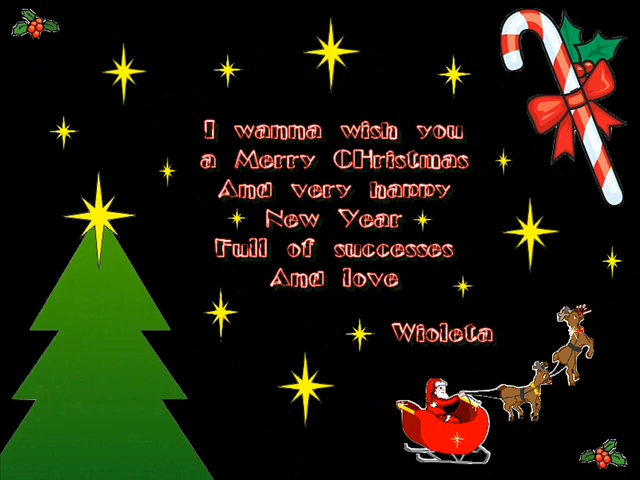 I wanna wish you
a Merry CHristmas
And very happy
New Year
Full of successes
And love
Wioleta